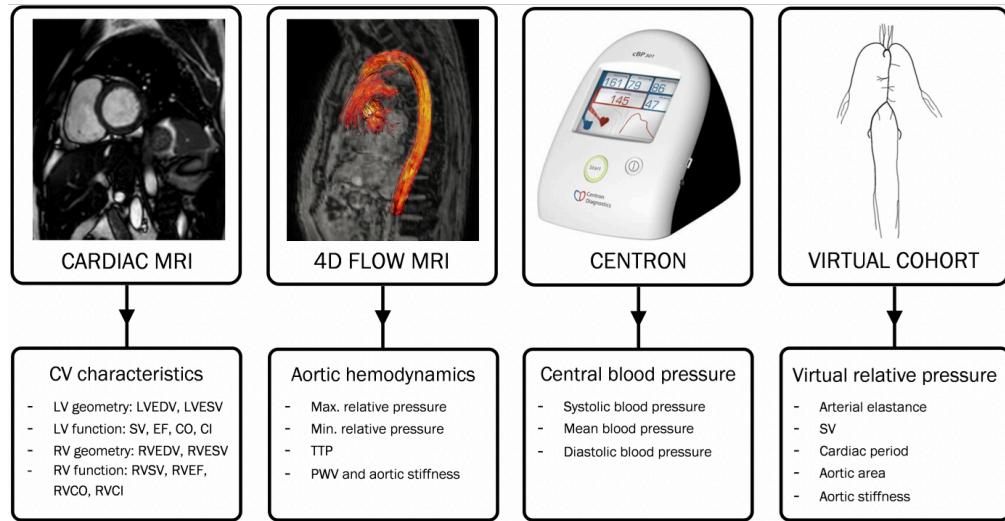 cBP301
161 79 86
145 47
Start
Centron
Diagnostics
CARDIAC MRI
4D FLOW MRI
CENTRON
VIRTUAL COHORT
CV characteristics
- LV geometry: LVEDV, LVESV
- LV function: SV, EF, CO, CI
- RV geometry: RVEDV, RVESV
- RV function: RVSV, RVEF,
RVCO, RVCI
Aortic hemodynamics
- Max. relative pressure
- Min. relative pressure
- TTP
- PWV and aortic stiffness
Central blood pressure
- Systolic blood pressure
- Mean blood pressure
- Diastolic blood pressure
Virtual relative pressure
- Arterial elastance
- SV
- Cardiac period
- Aortic area
- Aortic stiffness